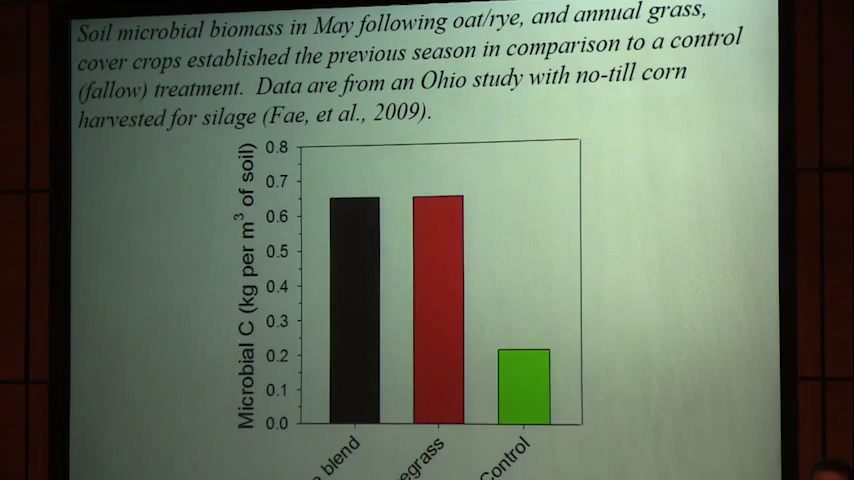 Soil microbial biomass in May following oat/rye, and annual grass,
cover crops established the previous season in comparison to a control
(fallow) treatment. Data are from an Ohio study with no-till corn
harvested for silage (Fae, et al., 2009).
0.8
0.7
0.6
0.5
0.4
0.3
0.2
0.1
0.0
Microbial C (kg per m³ of soil)
blend
egrass
Control